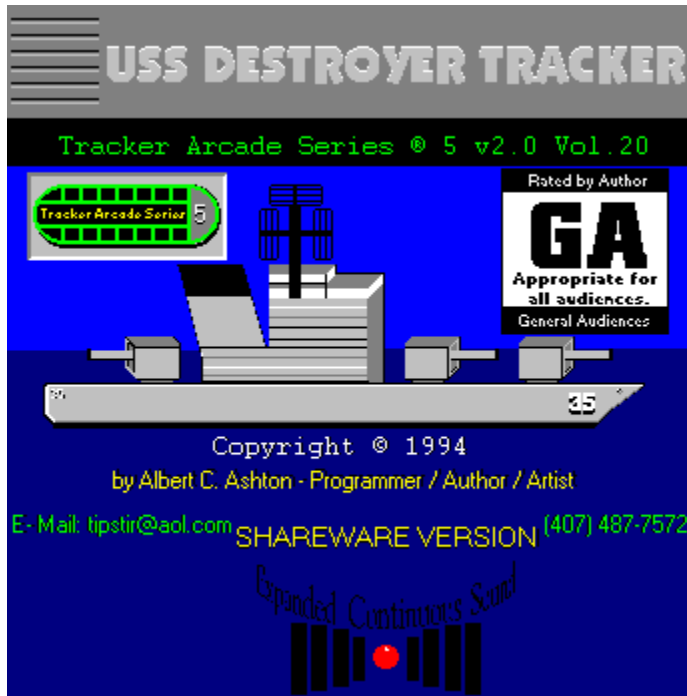 USS DESTROYER TRACKER
Tracker Arcade Series ® 5 v2.0 Vol.20
Tracker Arcade Series 5
Rated by Author
GA
Appropriate for
all audiences.
General Audiences
35
35
Copyright © 1994
by Albert C. Ashton - Programmer / Author / Artist
E- Mail: tipstir@aol.com
SHAREWARE VERSION
(407) 487-7572
Expanded Continuous Sound